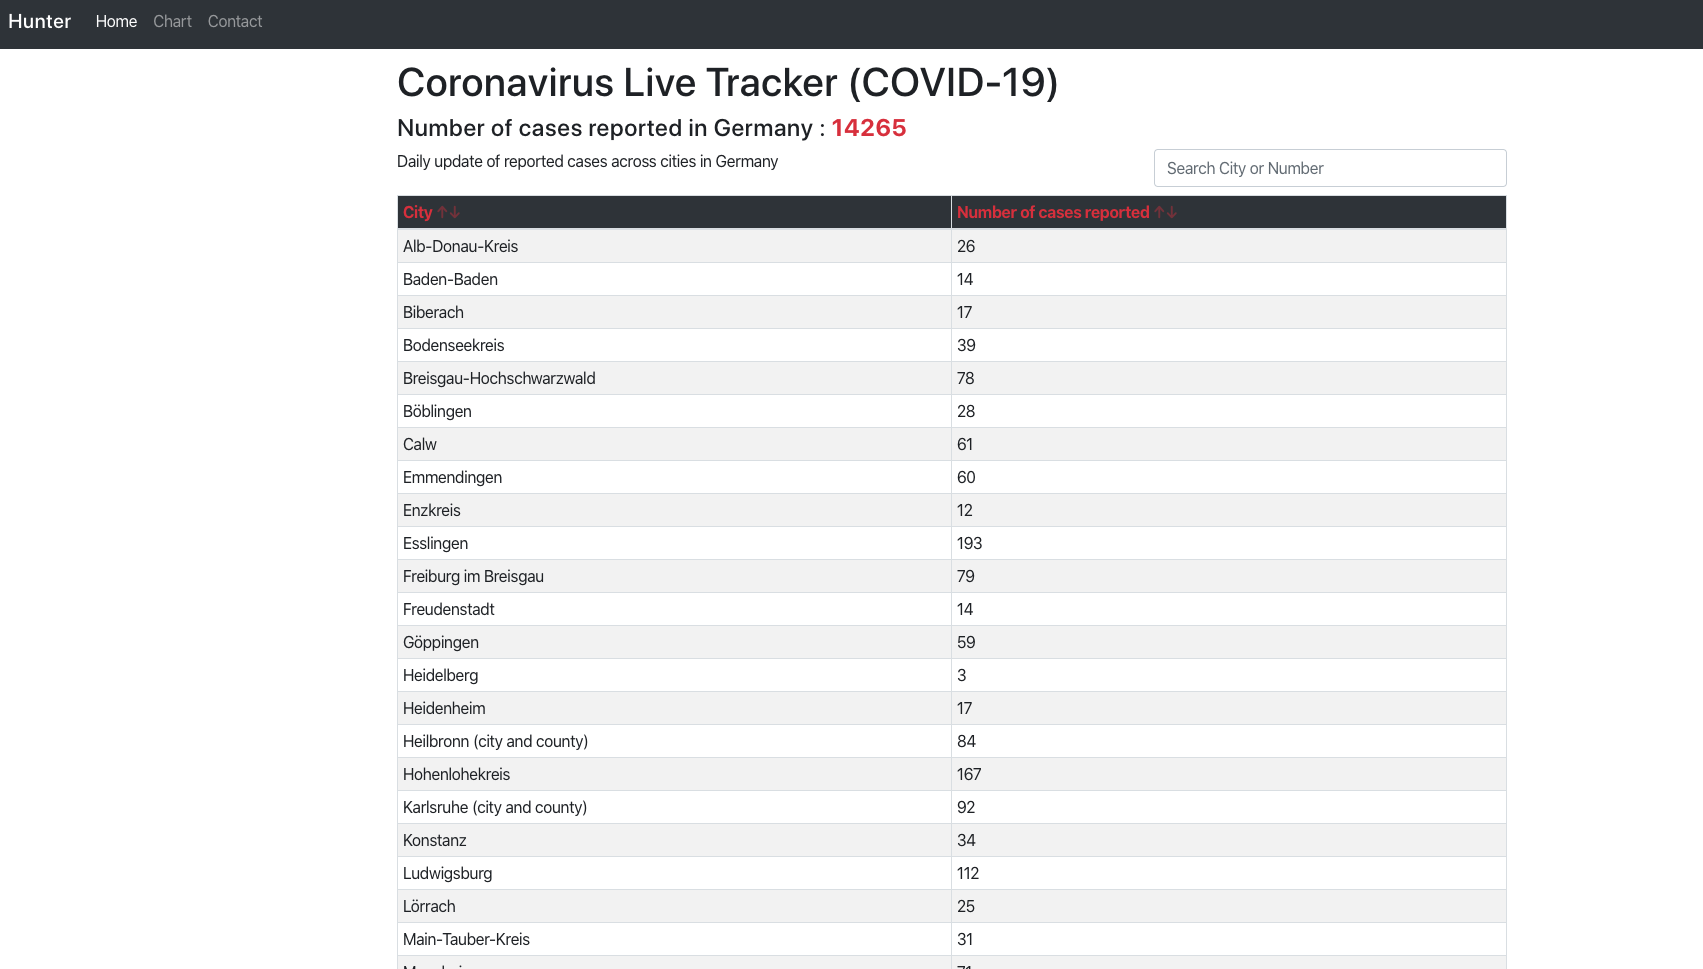 Hunter Home Chart Contact
Coronavirus Live Tracker (COVID-19)
Number of cases reported in Germany : 14265
Daily update of reported cases across cities in Germany
Search City or Number
City ↑↓ Number of cases reported ↑↓
Alb-Donau-Kreis 26
Baden-Baden 14
Biberach 17
Bodenseekreis 39
Breisgau-Hochschwarzwald 78
Böblingen 28
Calw 61
Emmendingen 60
Enzkreis 12
Esslingen 193
Freiburg im Breisgau 79
Freudenstadt 14
Göppingen 59
Heidelberg 3
Heidenheim 17
Heilbronn (city and county) 84
Hohenlohekreis 167
Karlsruhe (city and county) 92
Konstanz 34
Ludwigsburg 112
Lörrach 25
Main-Tauber-Kreis 31